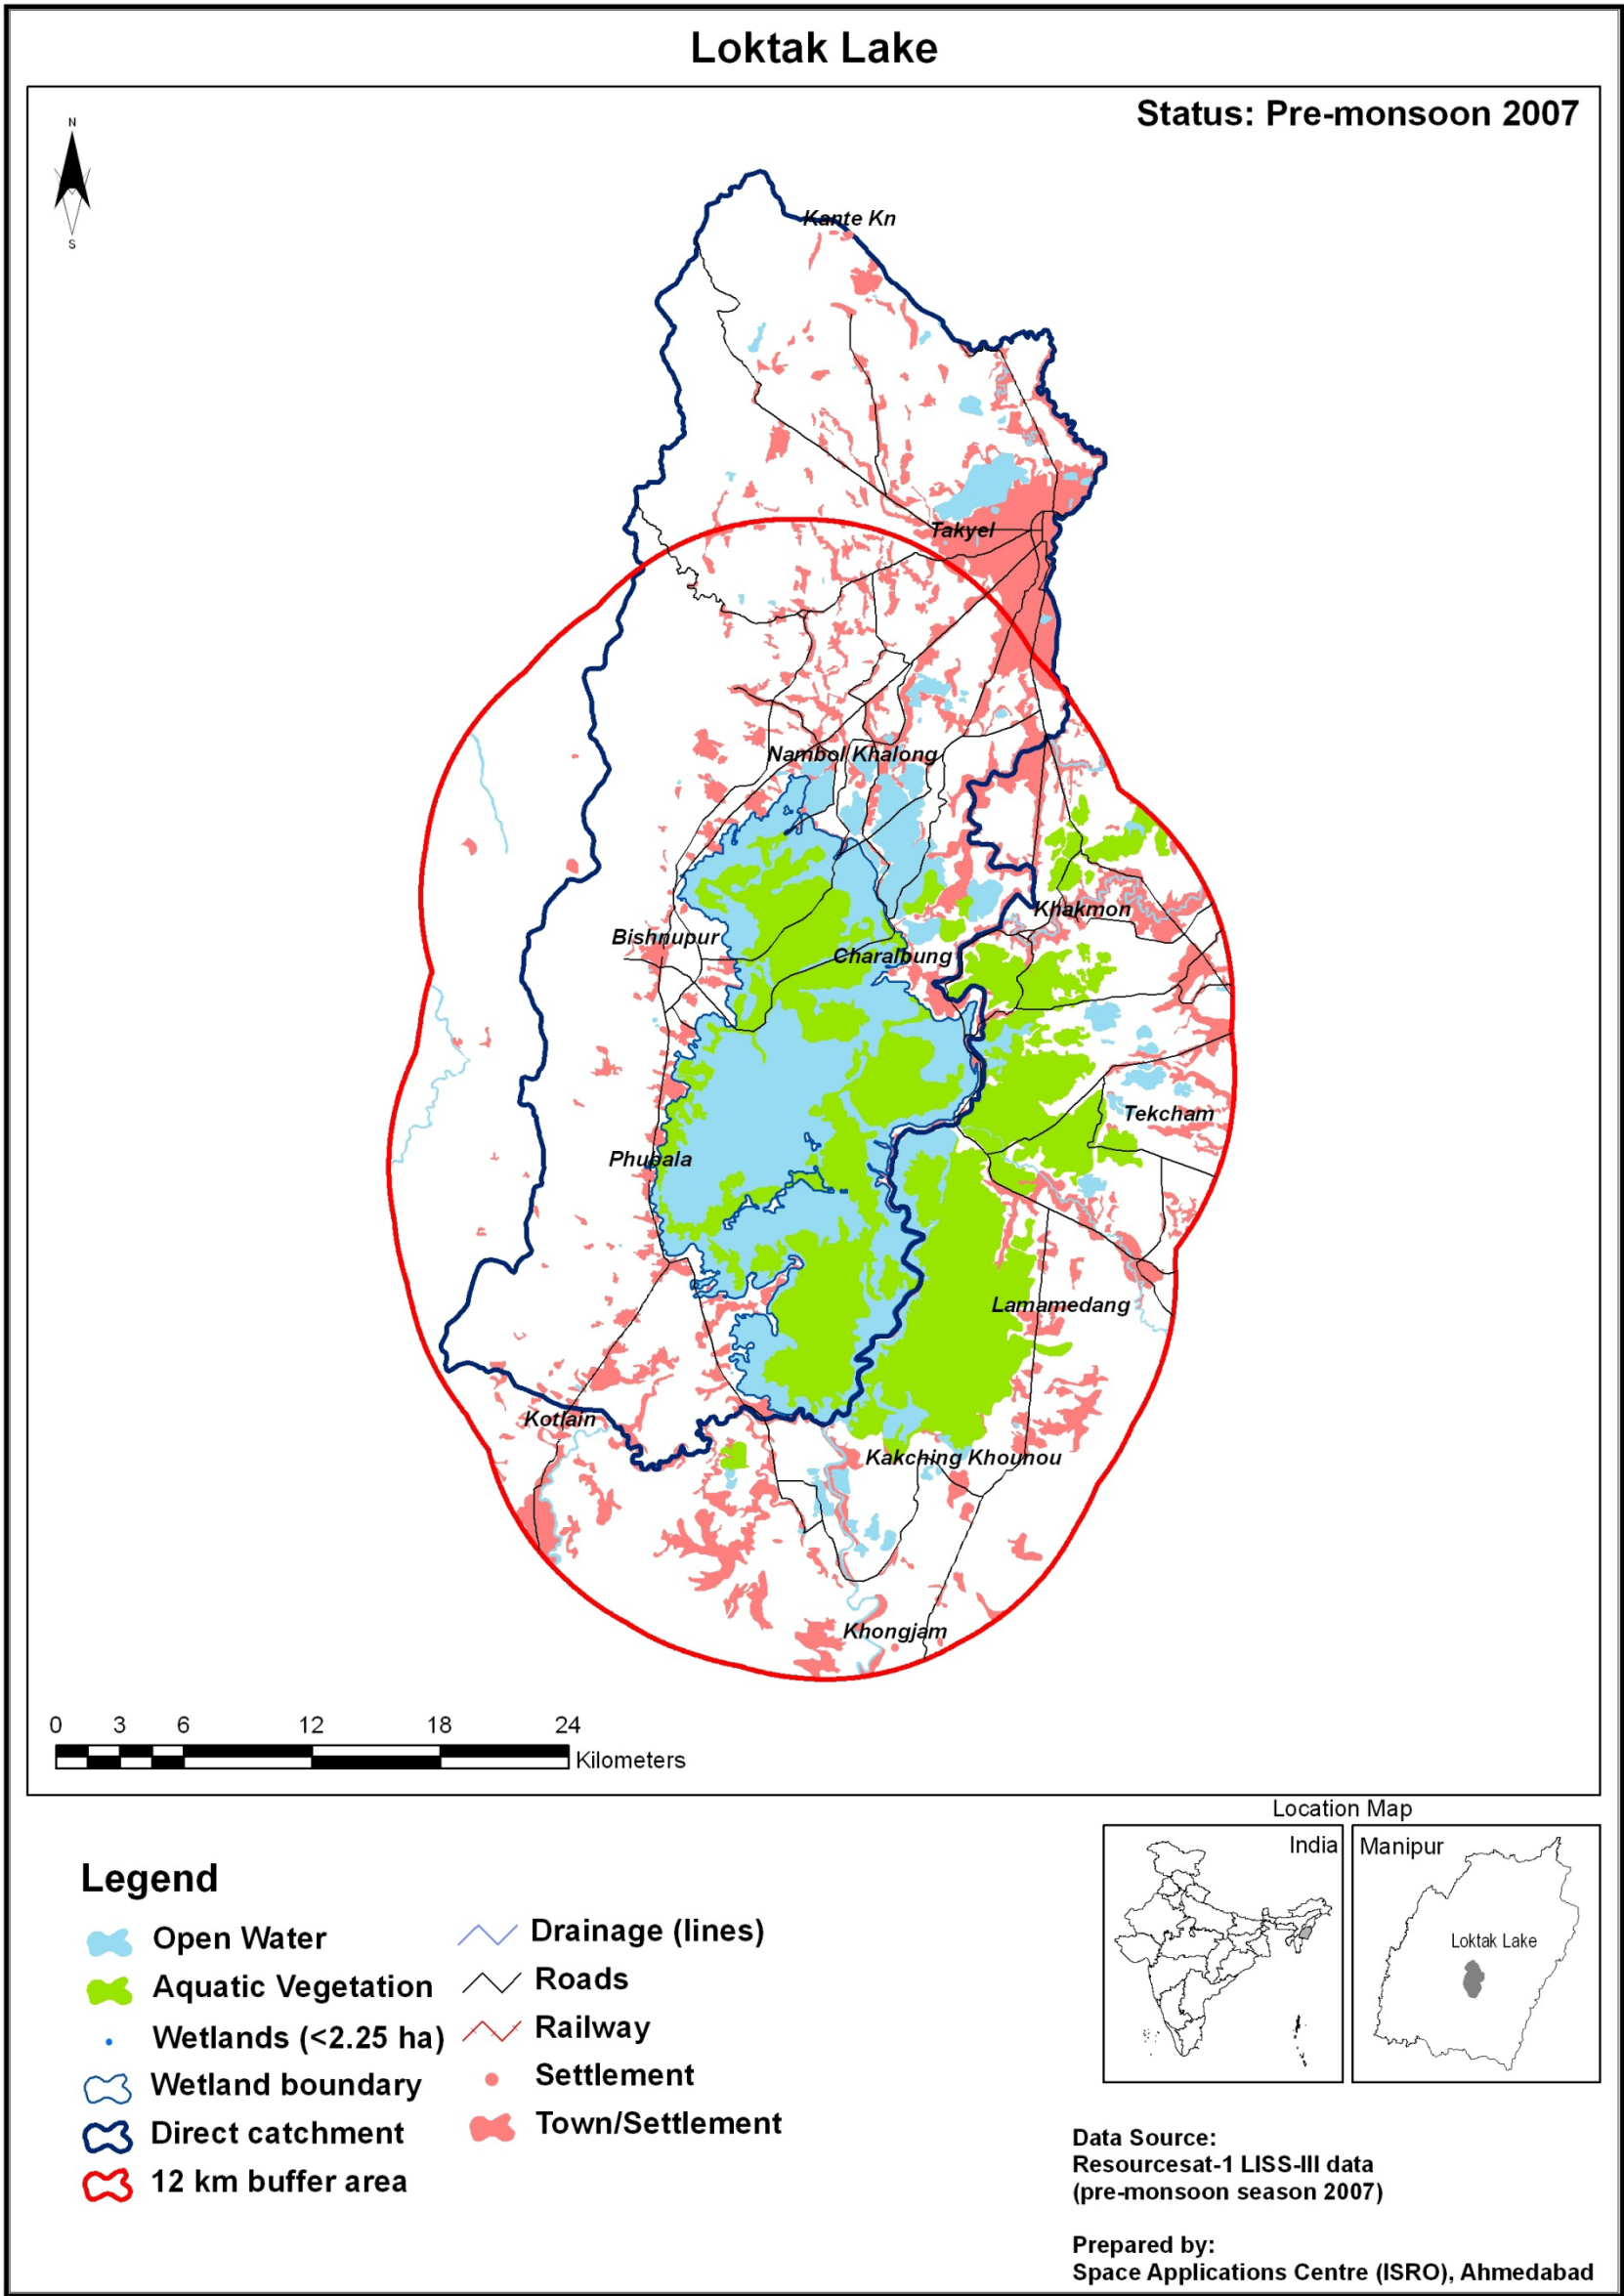 Loktak Lake
Status: Pre-monsoon 2007
N
S
Kante Kn
Takyel
Nambol Khalong
Khakmon
Bishnupur
Charalbung
Tekcham
Phubala
Lamamedang
Kotlain
Kakching Khounou
Khongjam
0 3 6 12 18 24
Kilometers
Location Map
India
Manipur
Loktak Lake
Legend
Open Water
Aquatic Vegetation
Wetlands (<2.25 ha)
Wetland boundary
Direct catchment
12 km buffer area
Drainage (lines)
Roads
Railway
Settlement
Town/Settlement
Data Source:
Resourcesat-1 LISS-III data
(pre-monsoon season 2007)
Prepared by:
Space Applications Centre (ISRO), Ahmedabad